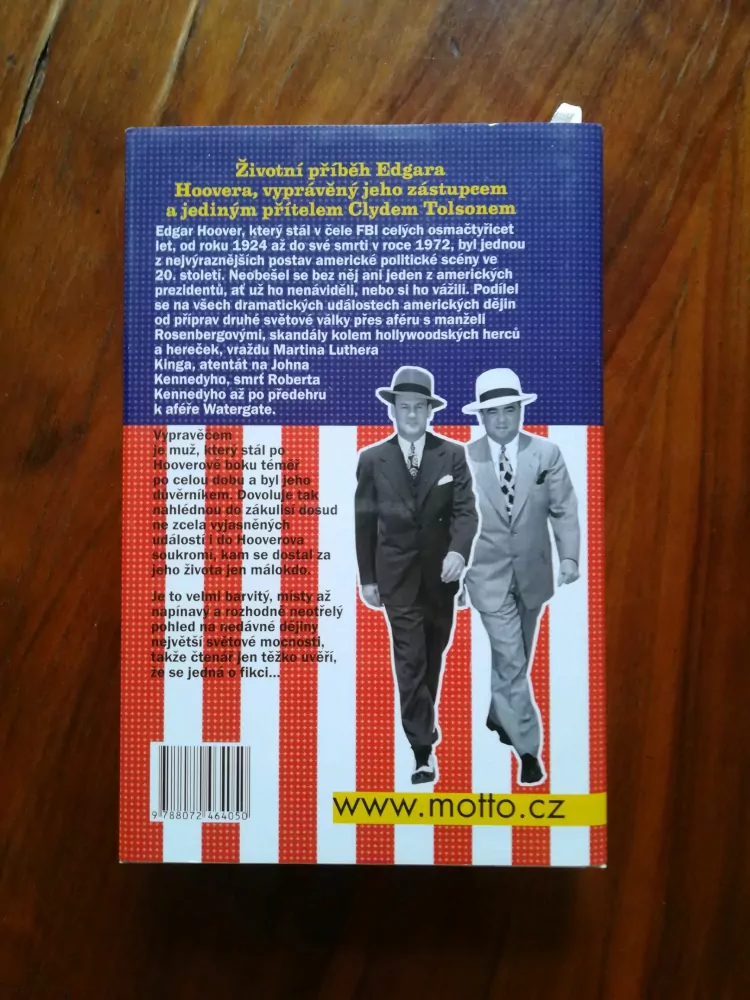 Životní příběh Edgara
Hoovera, vyprávěný jeho zástupcem
a jediným přítelem Clydem Tolsonem
Edgar Hoover, který stál v čele FBI celých osmačtyřicet
let, od roku 1924 až do své smrti v roce 1972, byl jednou
z nejvýraznějších postav americké politické scény ve
20. století. Neobešel se bez něj ani jeden z amerických
prezidentů, ať už ho nenáviděli, nebo si ho vážili. Podílel
se na všech dramatických událostech amerických dějin
od příprav druhé světové války přes aféru s manželi
Rosenbergovými, skandály kolem hollywoodských herců
a hereček, vraždu Martina Luthera
Kinga, atentát na Johna
Kennedyho, smrť Roberta
Kennedyho až po předehru
k aféře Watergate.
Vypravěčem
je muž, který stál po
Hooverově boku téměř
po celou dobu a byl jeho
důvěrníkem. Dovoluje tak
nahlédnou do zákulisí dosud
ne zcela vyjasněných
událostí i do Hooverova
soukromí, kam se dostal za
jeho života jen málokdo.
Je to velmi barvitý, místy až
napínavý a rozhodně neotřelý
pohled na nedávné dejiny
největší světové mocnosti,
takže čtenář jen těžko uvěří,
že se jedná o fikci...
9 788072 464050
www.motto.cz